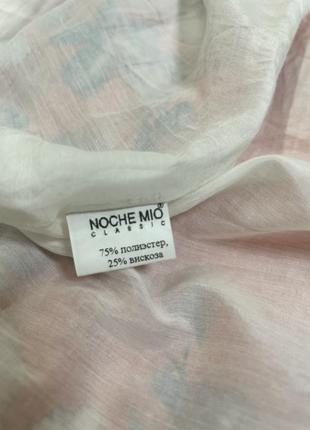 NOCHE MIO®
CLASSIC
75% полиэстер,
25% вискоза